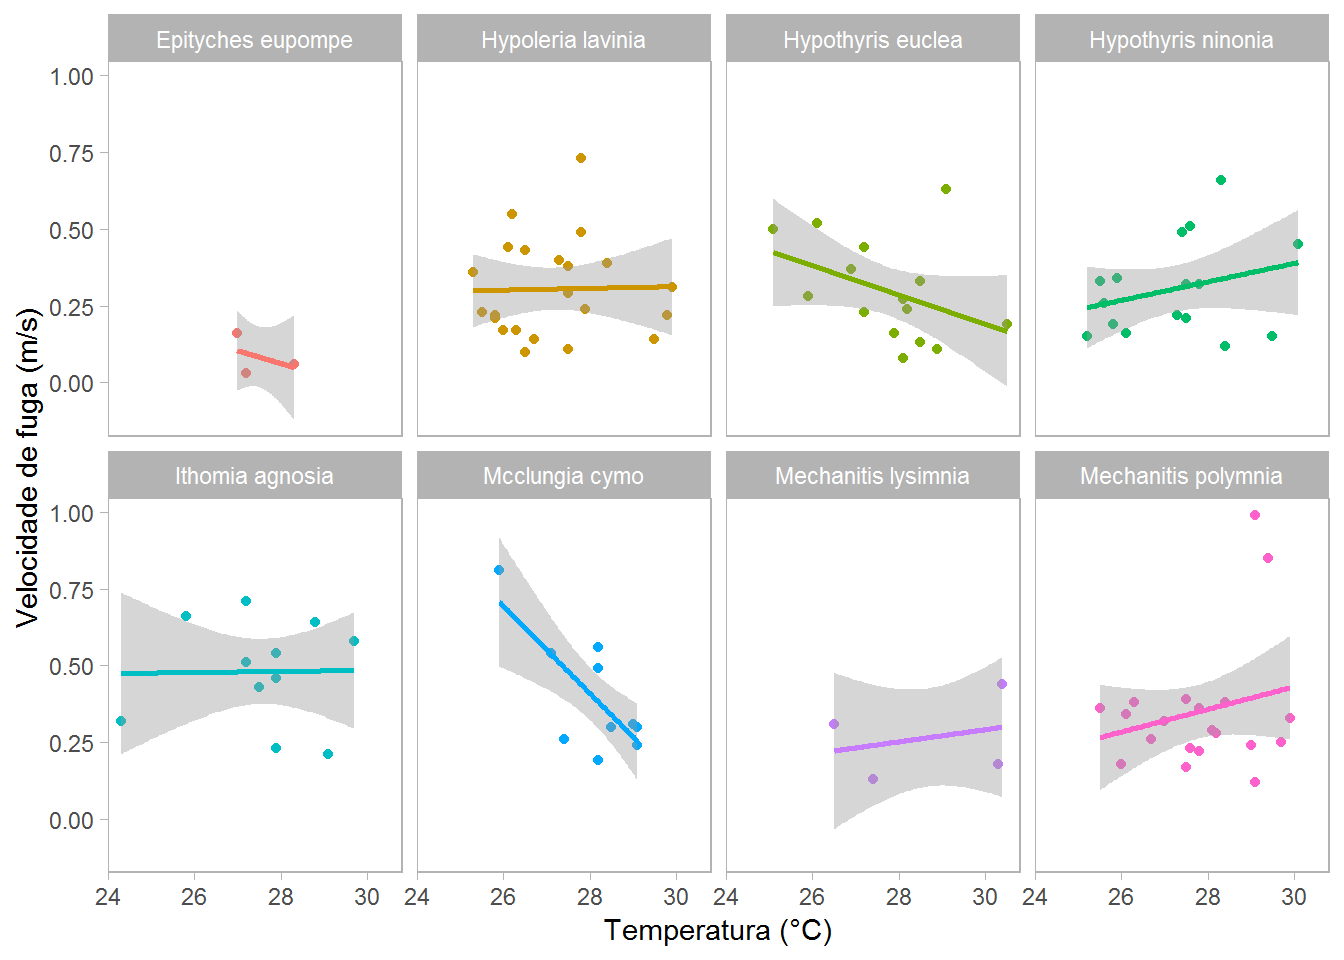 Epityches eupompe
Hypoleria lavinia
Hypothyris euclea
Hypothyris ninonia
1.00
0.75
0.50
0.25
0.00
Ithomia agnosia
Mcclungia cymo
Mechanitis lysimnia
Mechanitis polymnia
1.00
0.75
0.50
0.25
0.00
24 26 28 30 24 26 28 30 24 26 28 30 24 26 28 30
Temperatura (°C)
Velocidade de fuga (m/s)